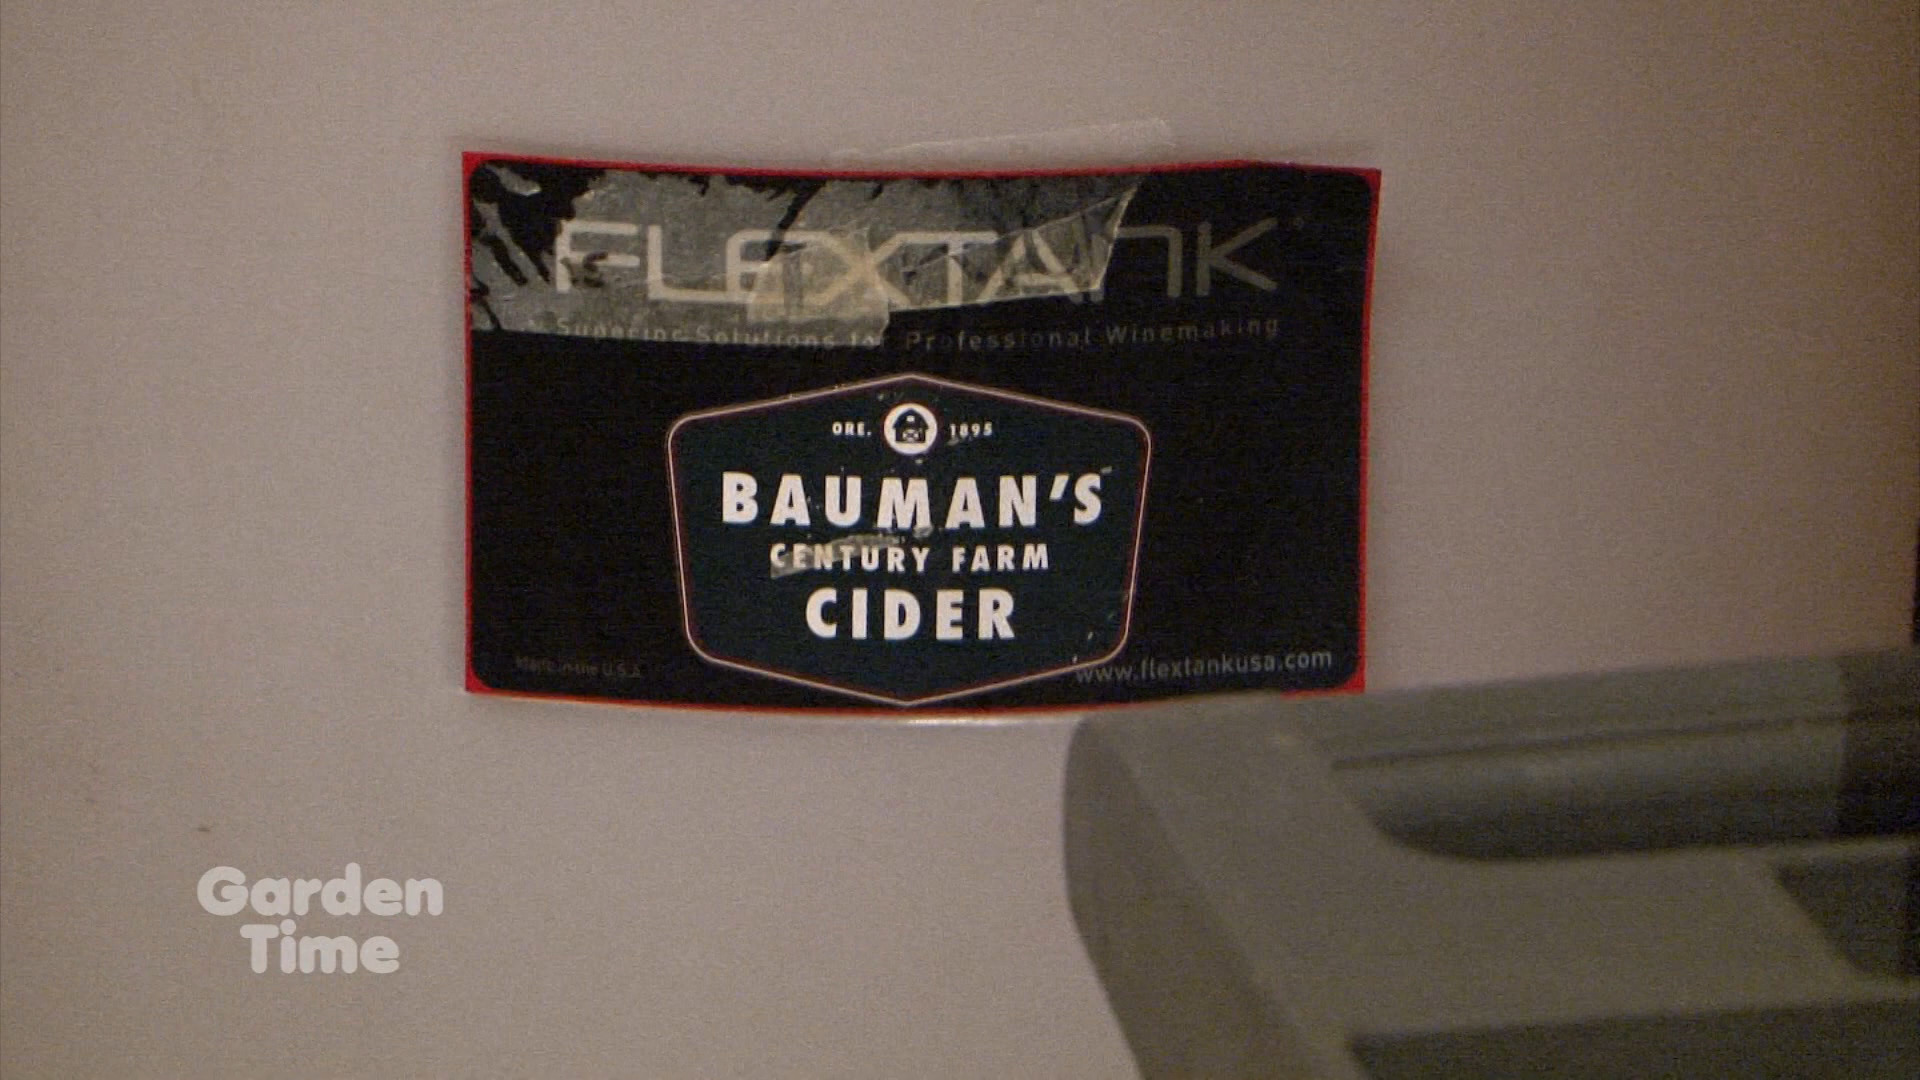 FLEXTANK
Superior Solutions for Professional Winemaking
ORE. 1895
BAUMAN'S
CENTURY FARM
CIDER
Made in the U.S.A.
www.flextankusa.com
Garden
Time